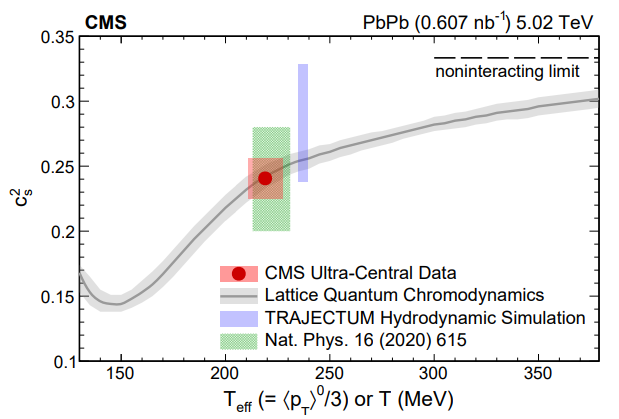 CMS
PbPb (0.607 nb⁻¹) 5.02 TeV
0.35
0.3
0.25
0.2
0.15
0.1
c²ₛ
noninteracting limit
CMS Ultra-Central Data
Lattice Quantum Chromodynamics
TRAJECTUM Hydrodynamic Simulation
Nat. Phys. 16 (2020) 615
150 200 250 300 350
T_eff (= ⟨p_T⟩⁰/3) or T (MeV)